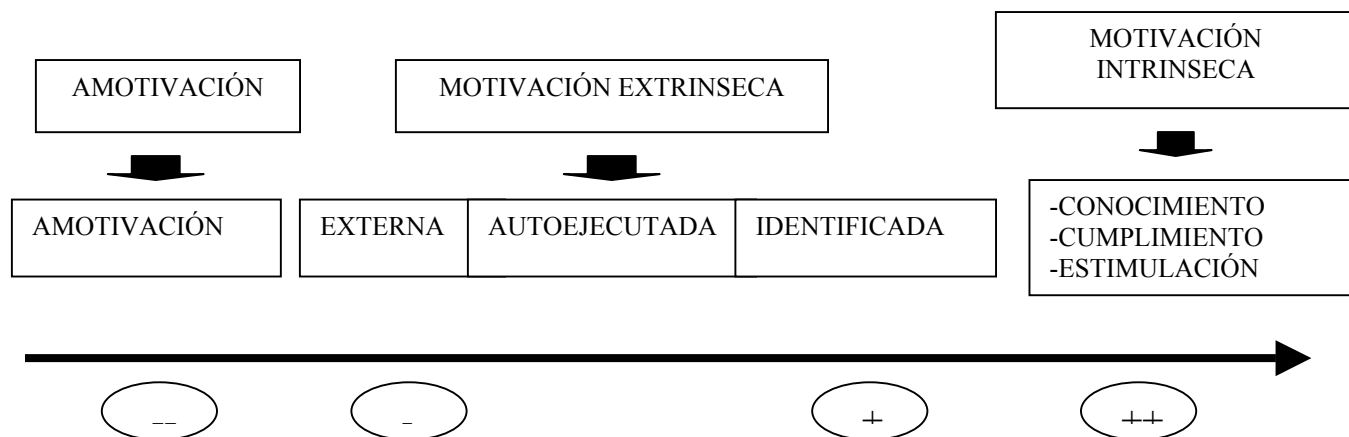 AMOTIVACIÓN
MOTIVACIÓN EXTRINSECA
MOTIVACIÓN
INTRINSECA
AMOTIVACIÓN
EXTERNA
AUTOEJECUTADA
IDENTIFICADA
-CONOCIMIENTO
-CUMPLIMIENTO
-ESTIMULACIÓN
--
-
+
++